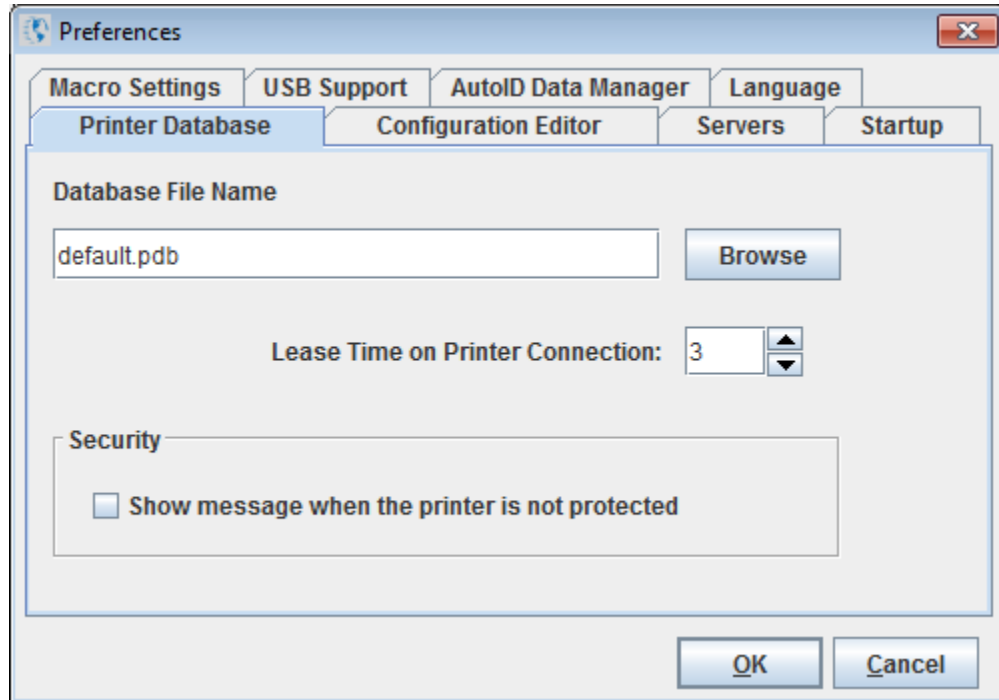 Preferences
Macro Settings USB Support AutoID Data Manager Language
Printer Database Configuration Editor Servers Startup
Database File Name
default.pdb Browse
Lease Time on Printer Connection: 3
Security
Show message when the printer is not protected
OK Cancel